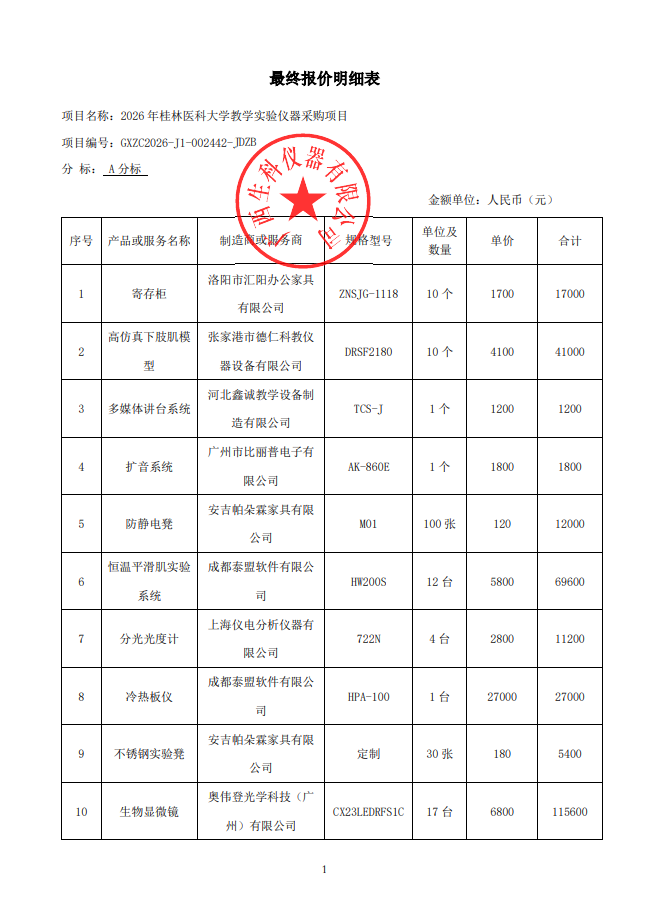 最终报价明细表
项目名称：2026 年桂林医科大学教学实验仪器采购项目
项目编号：GXZC2026-J1-002442-JDZB
分 标： A 分标
生科仪器有限公司
金额单位：人民币（元）
序号 产品或服务名称 制造商或服务商 规格型号 单位及数量 单价 合计
1 寄存柜 洛阳市汇阳办公家具有限公司 ZNSJG-1118 10 个 1700 17000
2 高仿真下肢肌模型 张家港市德仁科教仪器设备有限公司 DRSF2180 10 个 4100 41000
3 多媒体讲台系统 河北鑫诚教学设备制造有限公司 TCS-J 1 个 1200 1200
4 扩音系统 广州市比丽普电子有限公司 AK-860E 1 个 1800 1800
5 防静电凳 安吉帕朵霖家具有限公司 M01 100 张 120 12000
6 恒温平滑肌实验系统 成都泰盟软件有限公司 HW200S 12 台 5800 69600
7 分光光度计 上海仪电分析仪器有限公司 722N 4 台 2800 11200
8 冷热板仪 成都泰盟软件有限公司 HPA-100 1 台 27000 27000
9 不锈钢实验凳 安吉帕朵霖家具有限公司 定制 30 张 180 5400
10 生物显微镜 奥伟登光学科技（广州）有限公司 CX23LEDRFS1C 17 台 6800 115600
1